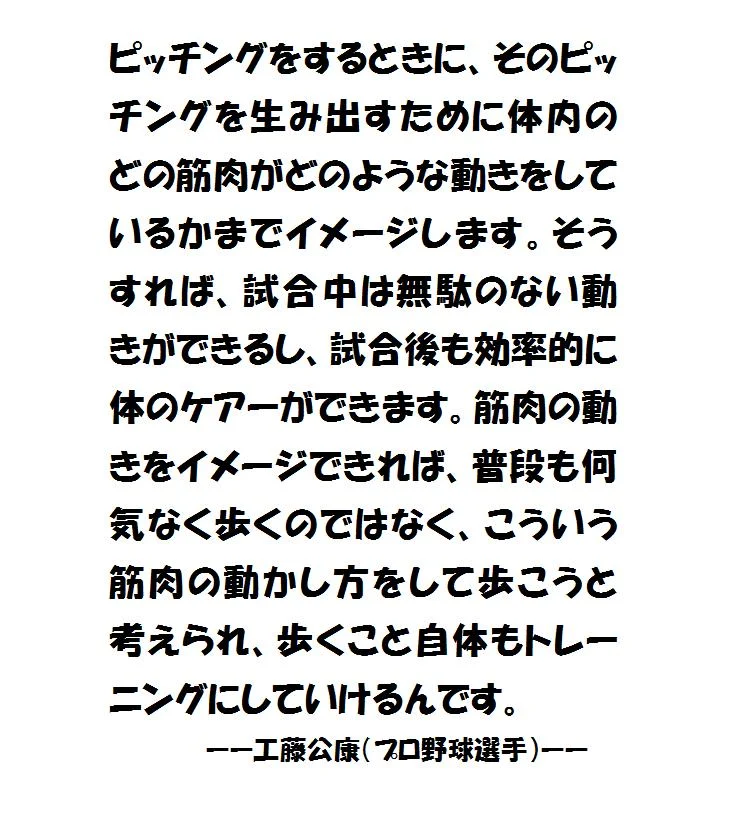 ピッチングをするときに、そのピッ
チングを生み出すために体内の
どの筋肉がどのような動きをして
いるかまでイメージします。そう
すれば、試合中は無駄のない動
きができるし、試合後も効率的に
体のケアーができます。筋肉の動
きをイメージできれば、普段も何
気なく歩くのではなく、こういう
筋肉の動かし方をして歩こうと
考えられ、歩くこと自体もトレー
ニングにしていけるんです。
ーー工藤公康(プロ野球選手)ーー